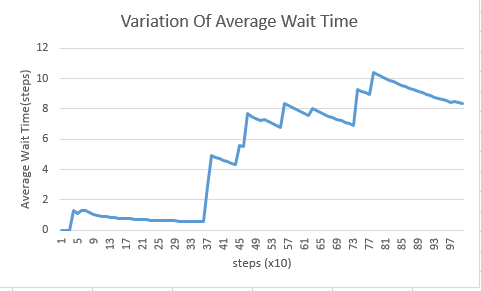 Variation Of Average Wait Time
Average Wait Time(steps)
12
10
8
6
4
2
0
1 5 9 13 17 21 25 29 33 37 41 45 49 53 57 61 65 69 73 77 81 85 89 93 97
steps (x10)